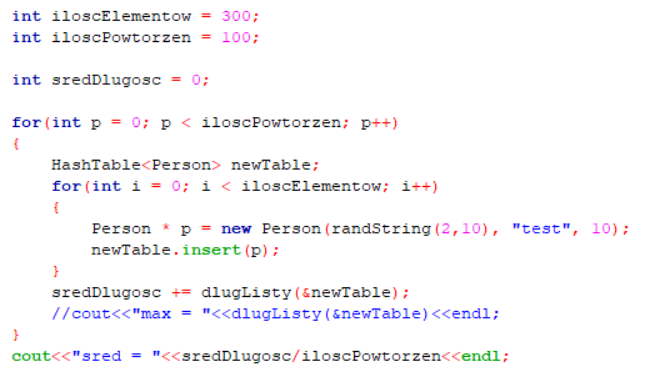 int iloscElementow = 300;
int iloscPowtorzen = 100;
int sredDlugosc = 0;
for(int p = 0; p < iloscPowtorzen; p++)
{
HashTable<Person> newTable;
for(int i = 0; i < iloscElementow; i++)
{
Person * p = new Person(randString(2,10), "test", 10);
newTable.insert(p);
}
sredDlugosc += dlugListy(&newTable);
//cout<<"max = "<<dlugListy(&newTable)<<endl;
}
cout<<"sred = "<<sredDlugosc/iloscPowtorzen<<endl;